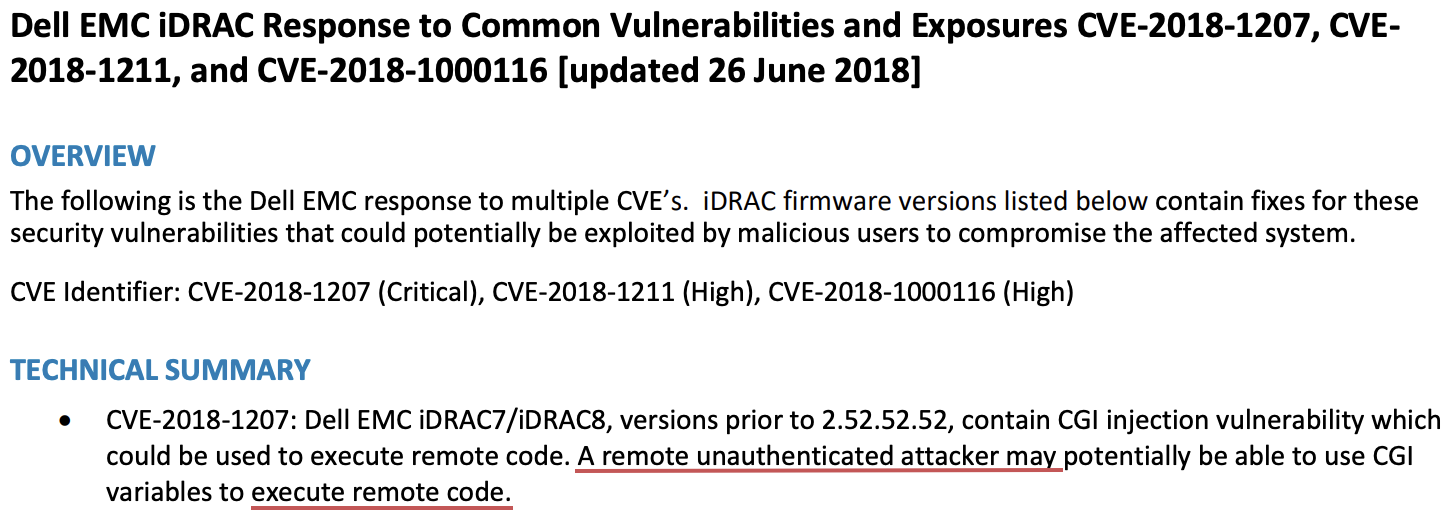 Dell EMC iDRAC Response to Common Vulnerabilities and Exposures CVE-2018-1207, CVE-
2018-1211, and CVE-2018-1000116 [updated 26 June 2018]
OVERVIEW
The following is the Dell EMC response to multiple CVE’s.  iDRAC firmware versions listed below contain fixes for these
security vulnerabilities that could potentially be exploited by malicious users to compromise the affected system.
CVE Identifier: CVE-2018-1207 (Critical), CVE-2018-1211 (High), CVE-2018-1000116 (High)
TECHNICAL SUMMARY
• CVE-2018-1207: Dell EMC iDRAC7/iDRAC8, versions prior to 2.52.52.52, contain CGI injection vulnerability which
could be used to execute remote code. A remote unauthenticated attacker may potentially be able to use CGI
variables to execute remote code.